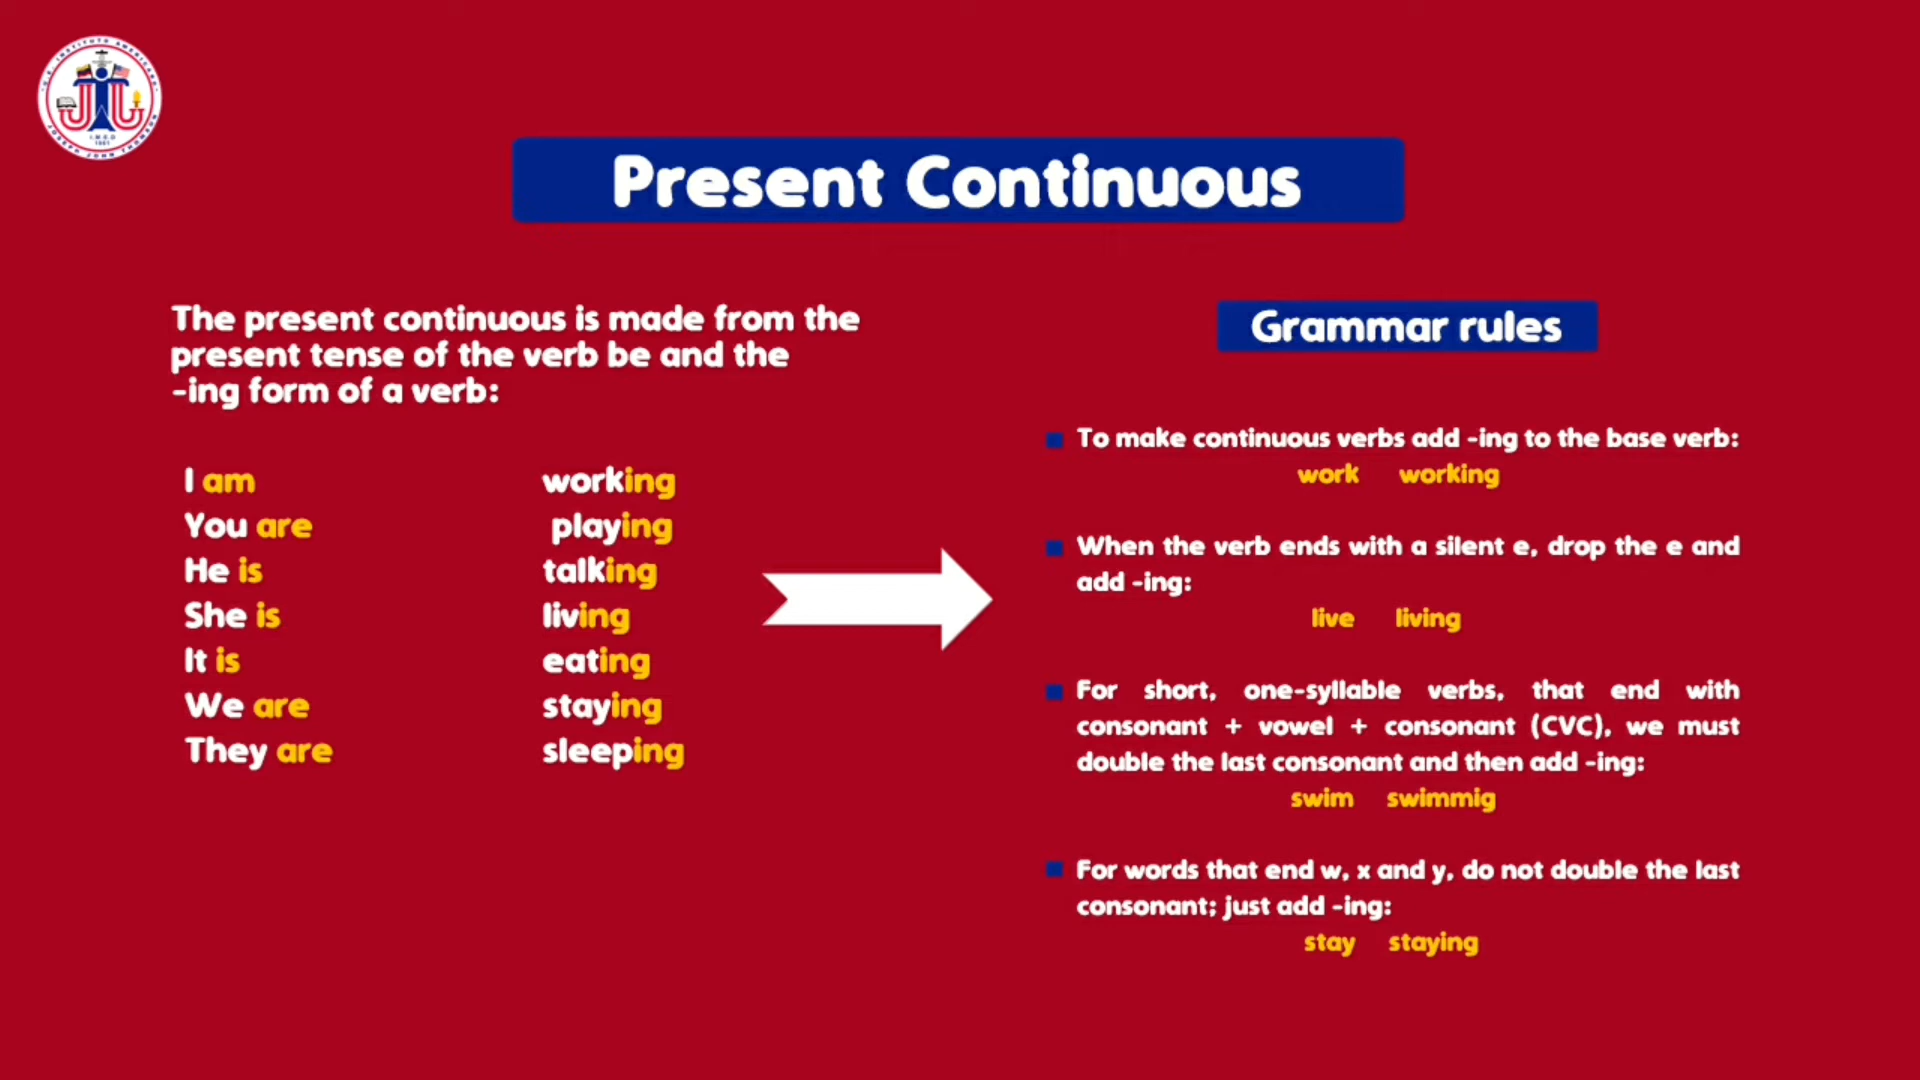 Present Continuous
The present continuous is made from the
present tense of the verb be and the
-ing form of a verb:
I am working
You are playing
He is talking
She is living
It is eating
We are staying
They are sleeping
Grammar rules
To make continuous verbs add -ing to the base verb:
work working
When the verb ends with a silent e, drop the e and
add -ing:
live living
For short, one-syllable verbs, that end with
consonant + vowel + consonant (CVC), we must
double the last consonant and then add -ing:
swim swimmig
For words that end w, x and y, do not double the last
consonant; just add -ing:
stay staying